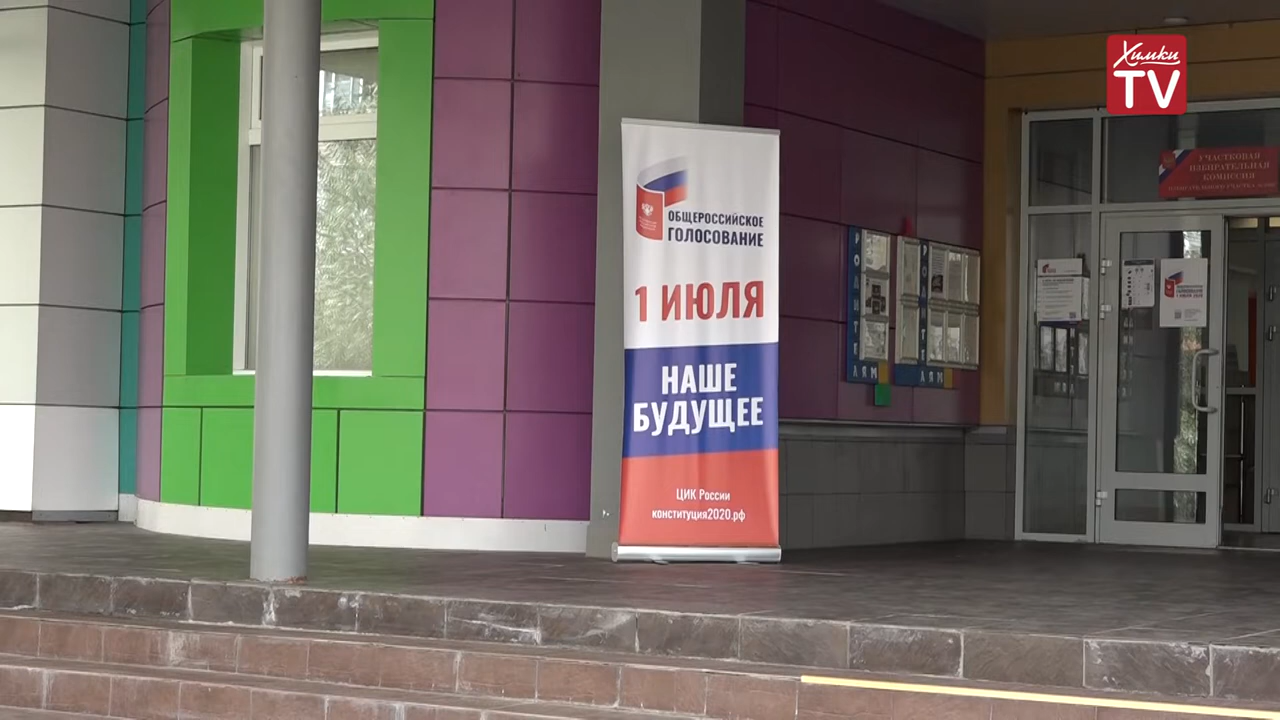 Химки
TV
УЧАСТКОВАЯ
ИЗБИРАТЕЛЬНАЯ
КОМИССИЯ
ОБЩЕРОССИЙСКОЕ
ГОЛОСОВАНИЕ
1 ИЮЛЯ
НАШЕ
БУДУЩЕЕ
ЦИК России
конституция2020.рф